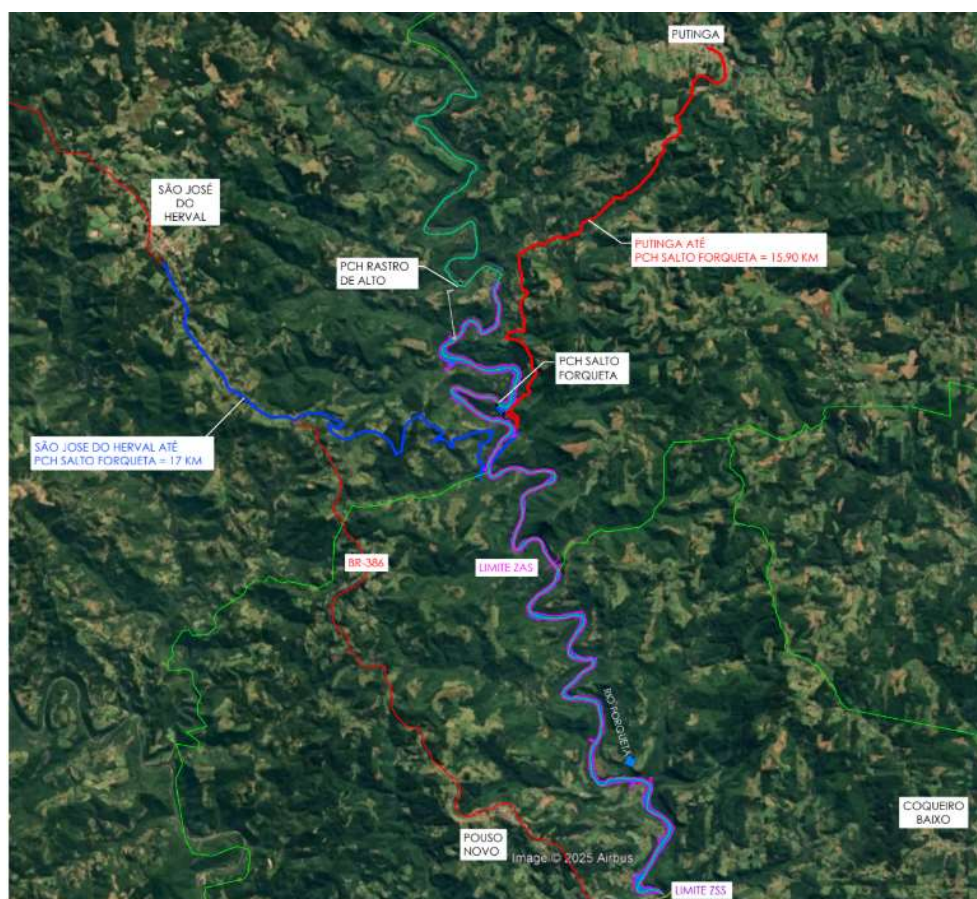 PUTINGA
SÃO JOSÉ
DO
HERVAL
PUTINGA ATÉ
PCH SALTO FORQUETA = 15.90 KM
PCH RASTRO
DE ALTO
PCH SALTO
FORQUETA
SÃO JOSE DO HERVAL ATÉ
PCH SALTO FORQUETA = 17 KM
BR-386
LIMITE ZAS
RIO FORQUETA
COQUEIRO
BAIXO
POUSO
NOVO
Image © 2025 Airbus
LIMITE ZSS